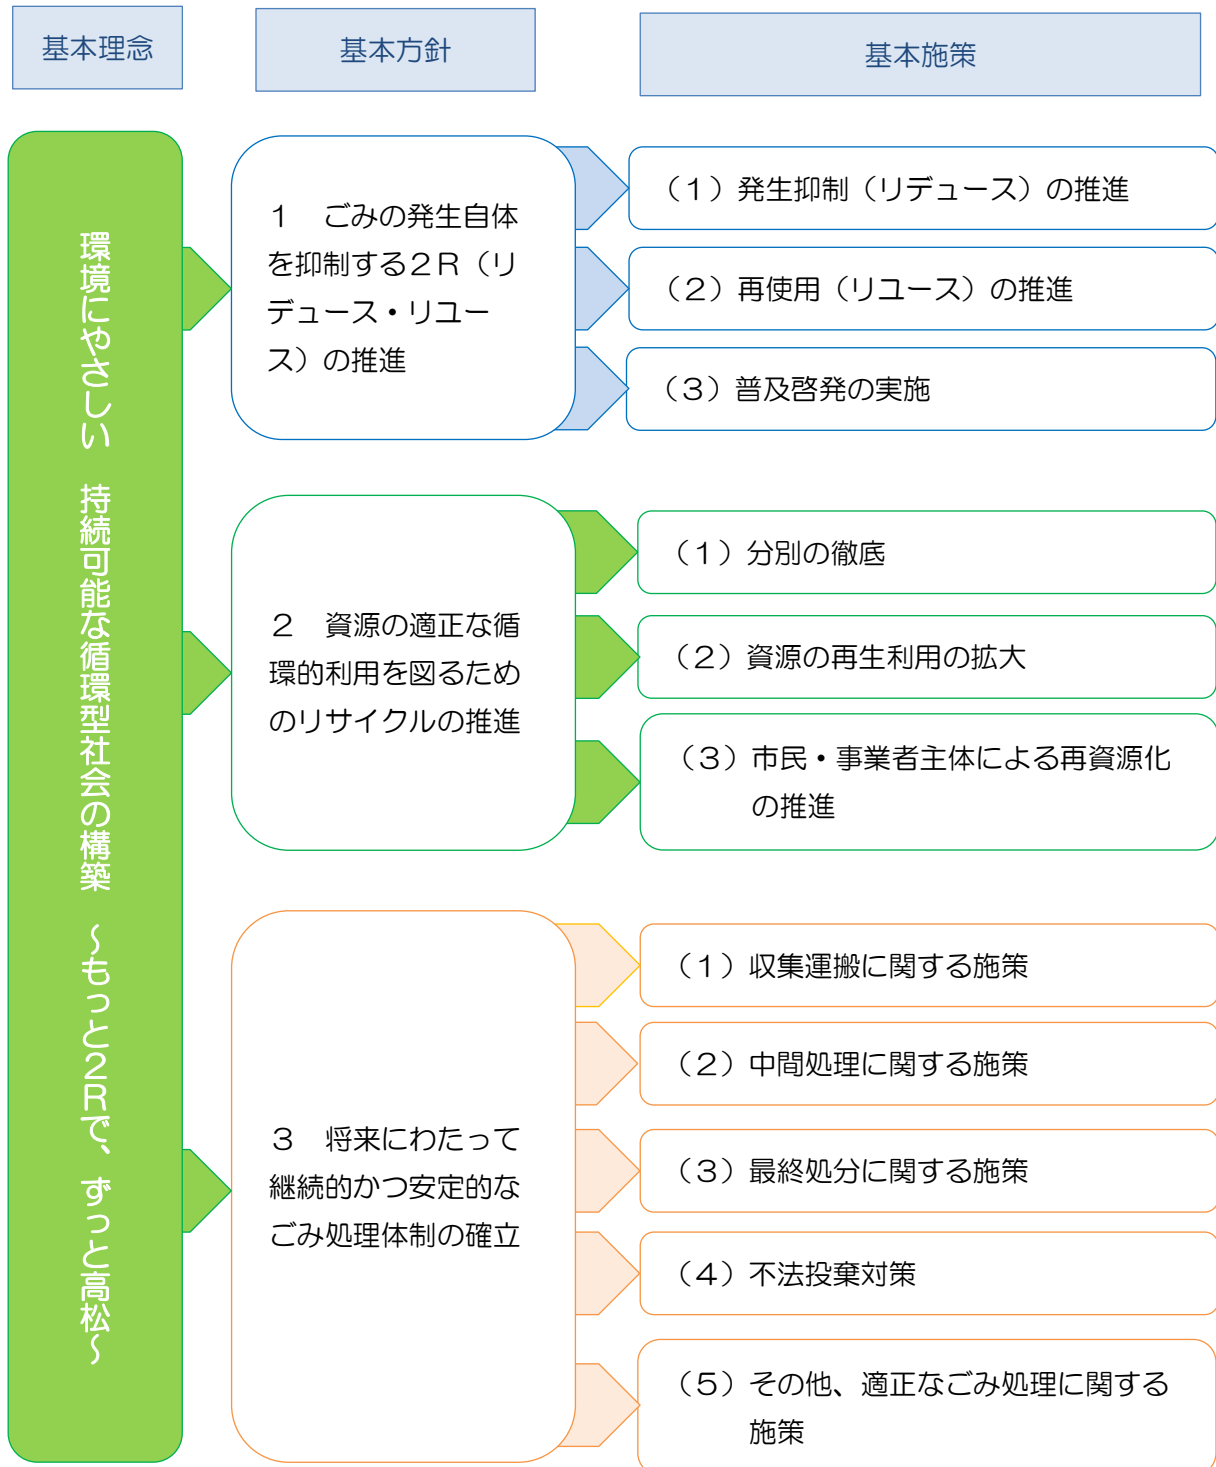 基本理念
基本方針
基本施策
環境にやさしい　持続可能な循環型社会の構築　～もっと２Ｒで、ずっと高松～
１　ごみの発生自体
を抑制する２Ｒ（リ
デュース・リユー
ス）の推進
（１）発生抑制（リデュース）の推進
（２）再使用（リユース）の推進
（３）普及啓発の実施
２　資源の適正な循
環的利用を図るため
のリサイクルの推進
（１）分別の徹底
（２）資源の再生利用の拡大
（３）市民・事業者主体による再資源化
の推進
３　将来にわたって
継続的かつ安定的な
ごみ処理体制の確立
（１）収集運搬に関する施策
（２）中間処理に関する施策
（３）最終処分に関する施策
（４）不法投棄対策
（５）その他、適正なごみ処理に関する
施策